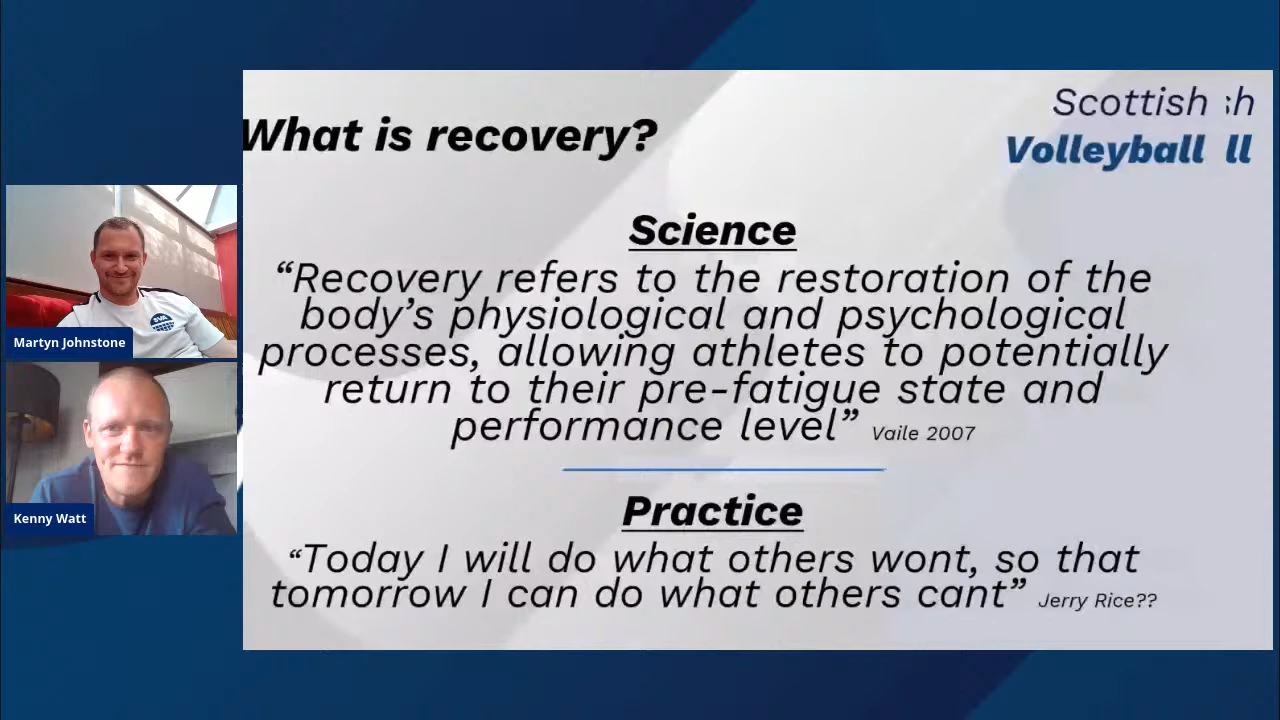 What is recovery?
Scottish sh
Volleyball ll
Science
“Recovery refers to the restoration of the
body’s physiological and psychological
processes, allowing athletes to potentially
return to their pre-fatigue state and
performance level” Vaile 2007
Practice
“Today I will do what others wont, so that
tomorrow I can do what others cant” Jerry Rice??
Martyn Johnstone
Kenny Watt